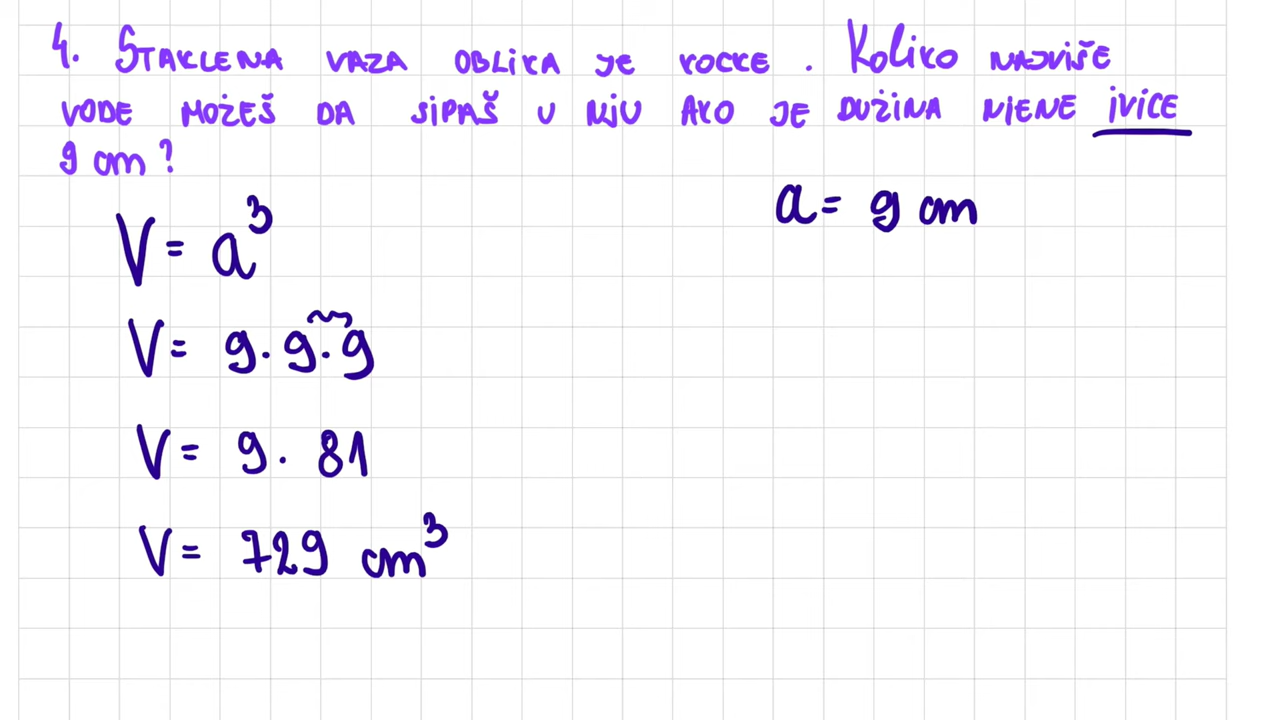 4. STAKLENA VAZA OBLIKA JE KOCKE. KOLIKO NAJVIŠE
VODE MOŽEŠ DA SIPAŠ U NJU AKO JE DUŽINA NJENE IVICE
9 cm?
a = 9 cm
V = a³
V = 9 · 9 · 9
V = 9 · 81
V = 729 cm³